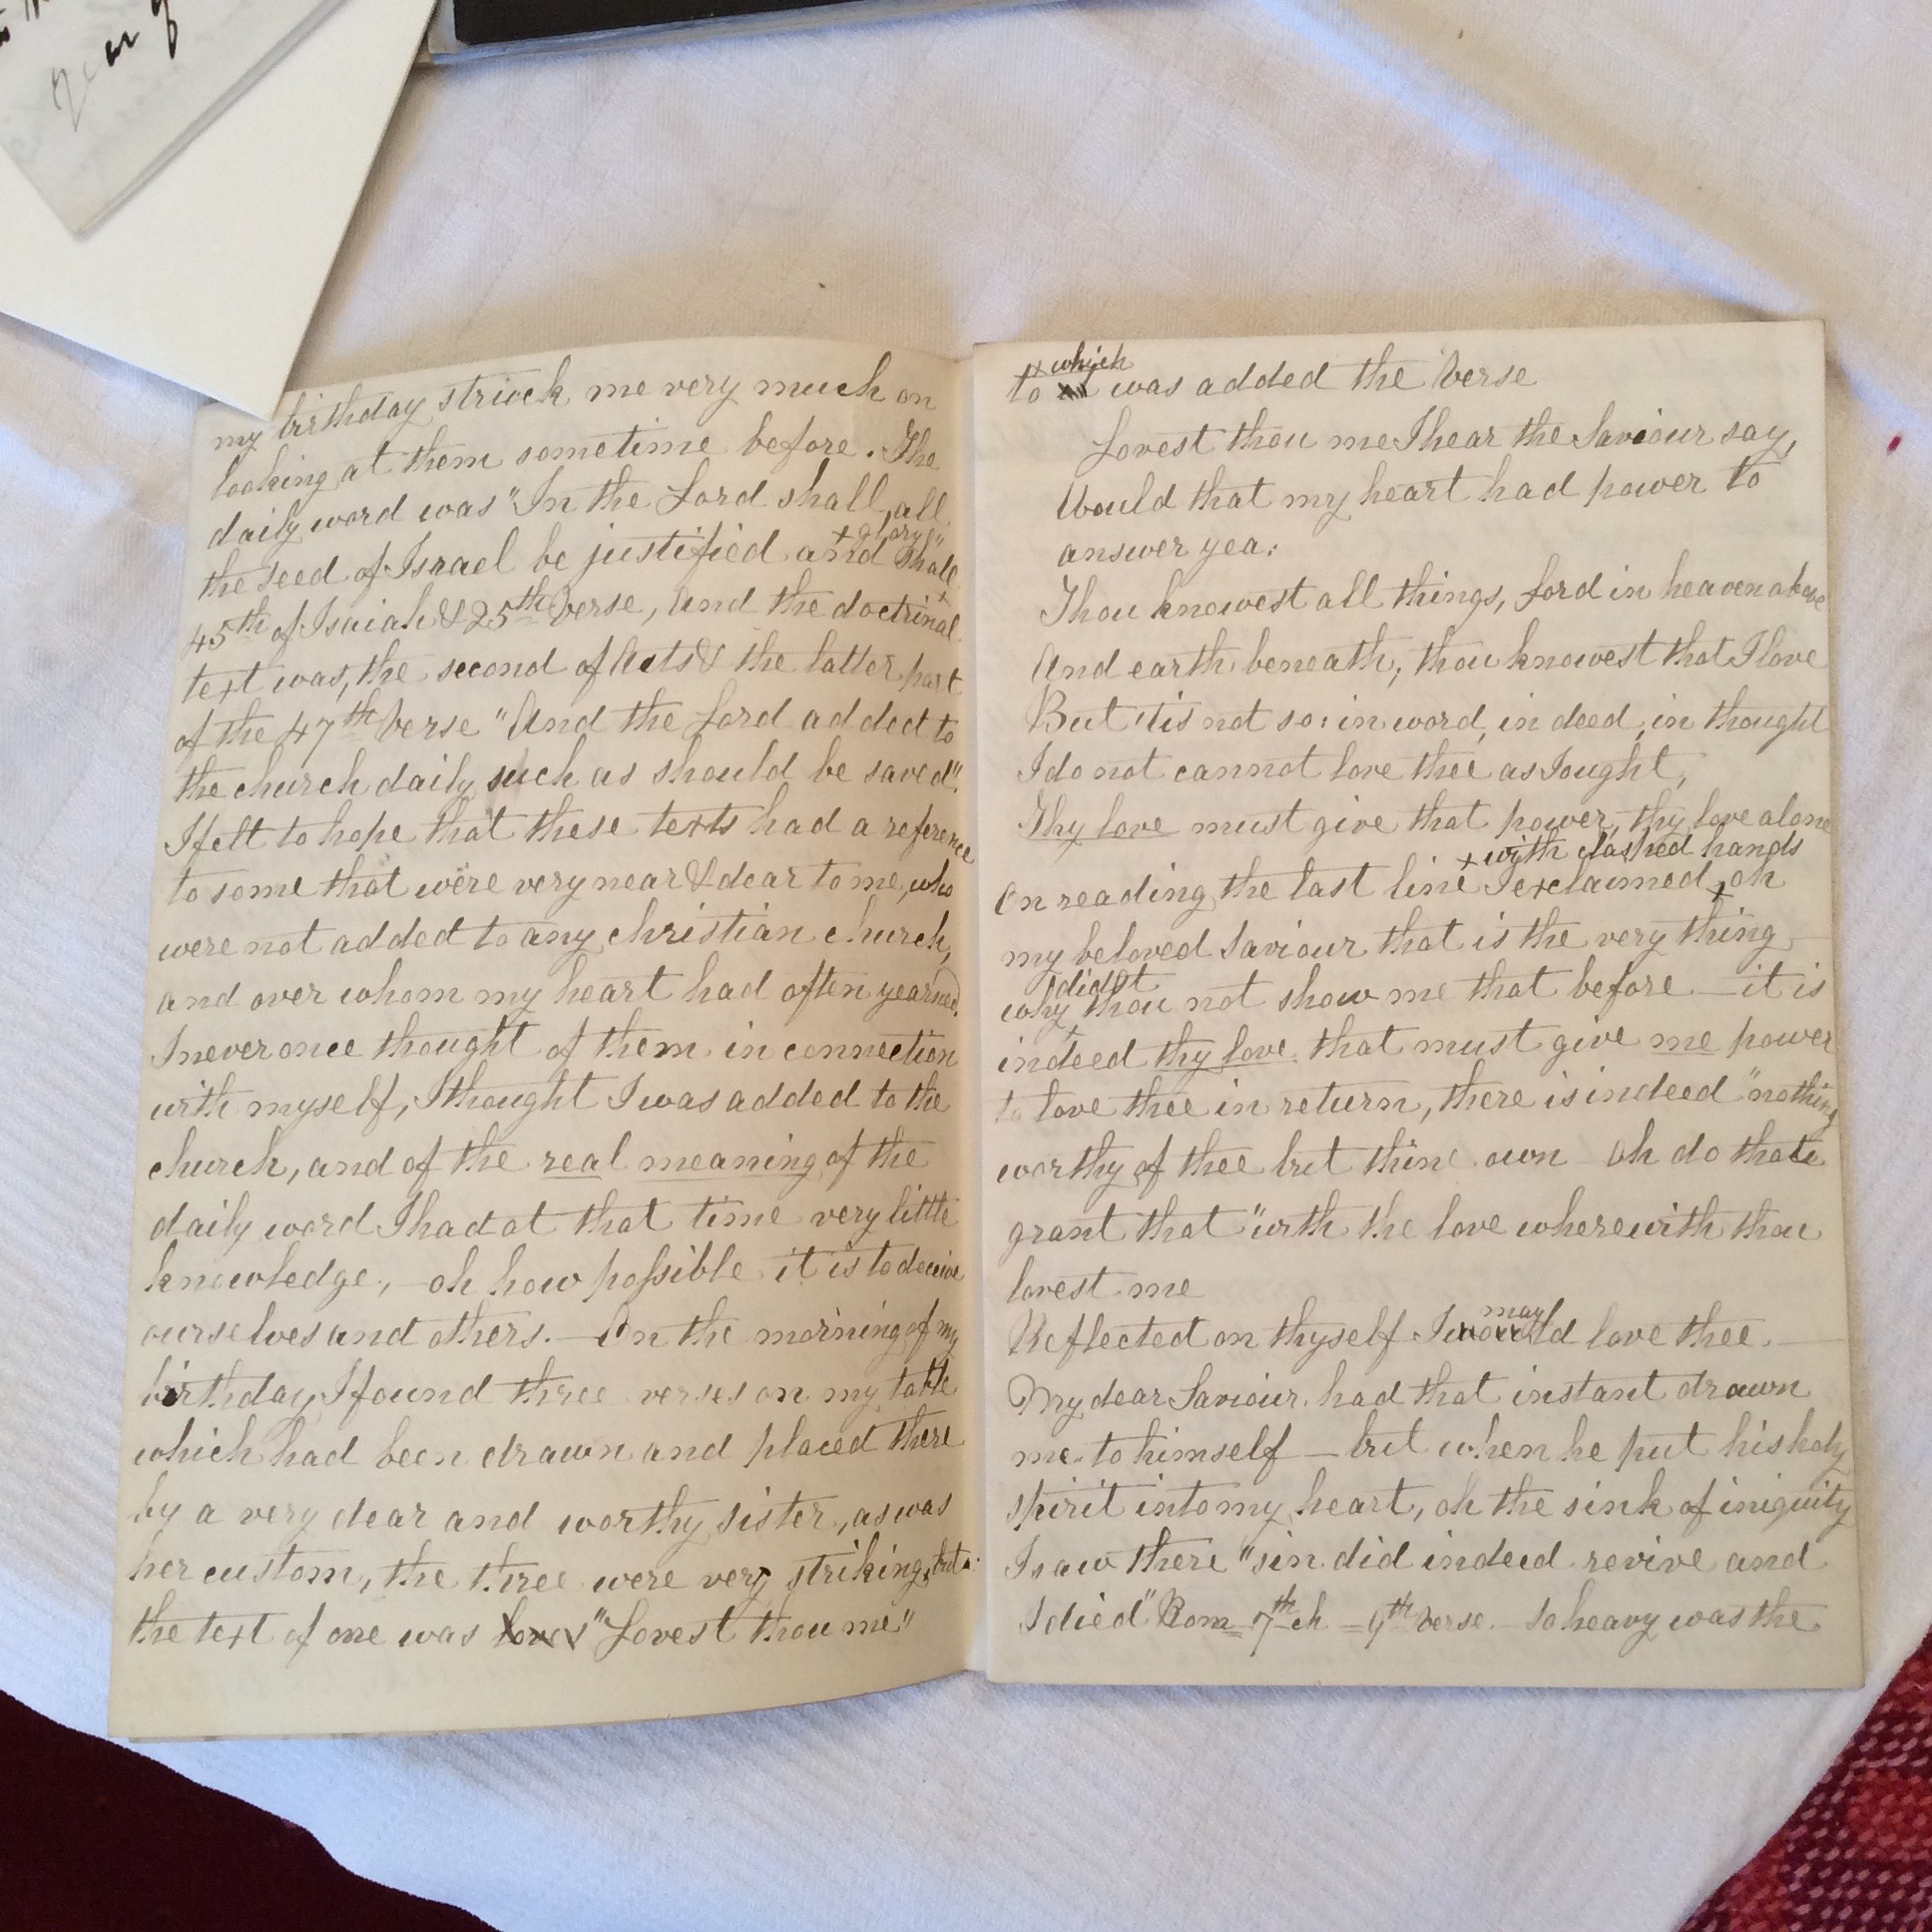 year of
my birthday struck me very much on
looking at them sometime before. The
daily word was "In the Lord shall all
the seed of Israel be justified and shall + glory"
45th of Isaiah & 25th Verse, And the doctrinal
text was, the second of Acts & the latter part
of the 47th Verse "And the Lord added to
the church daily such as should be saved".
I felt to hope that these texts had a reference
to some that were very near & dear to me, who
were not added to any christian church,
and over whom my heart had often yearned.
I never once thought of them in connection
with myself, I thought I was added to the
church, and of the real meaning of the
daily word I had at that time very little
knowledge, – oh how possible it is to deceive
ourselves and others. – On the morning of my
birthday, I found three verses on my table
which had been drawn and placed there
by a very dear and worthy sister, as was
her custom, the three were very striking, but
the text of one was loves "Lovest thou me"
to + which was added the Verse
Lovest thou me I hear the Saviour say,
Would that my heart had power to
answer yea:
Thou knowest all things, Lord in heaven above
And earth beneath, thou knowest that I love
But 'tis not so: in word, in deed, in thought
I do not cannot love thee as I ought,
Thy love must give that power, thy love alone
+ with clashed hands
On reading the last line + I exclaimed, oh
my beloved Saviour that is the very thing –
didst
why thou not show me that before – it is
indeed thy love that must give me power
to love thee in return, there is indeed "nothing
worthy of thee but thine own – Oh do thou
grant that "with the love wherewith thou
lovest me
may
Reflected on thyself I would love thee. –
My dear Saviour had that instant drawn
me to himself – but when he put his holy
spirit into my heart, oh the sink of iniquity
I saw there "sin did indeed revive and
I died" Rom 7th ch – 9th Verse. – So heavy was the